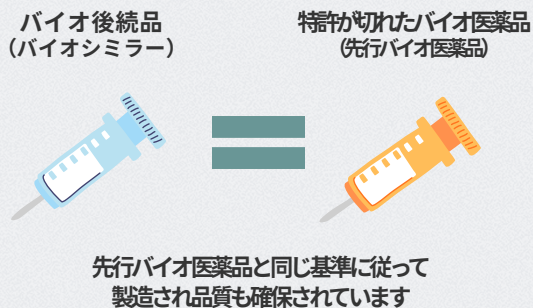 バイオ後続品
（バイオシミラー）
特許が切れたバイオ医薬品
（先行バイオ医薬品）
先行バイオ医薬品と同じ基準に従って
製造され品質も確保されています